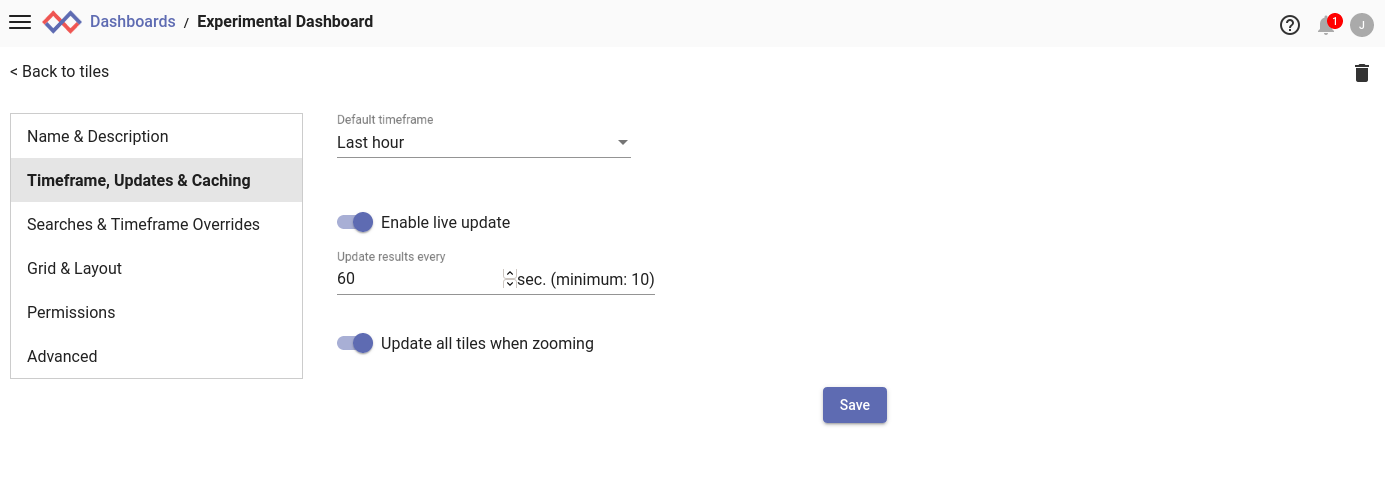 Dashboards / Experimental Dashboard
1
J
< Back to tiles
Name & Description
Timeframe, Updates & Caching
Searches & Timeframe Overrides
Grid & Layout
Permissions
Advanced
Default timeframe
Last hour
Enable live update
Update results every
60 sec. (minimum: 10)
Update all tiles when zooming
Save